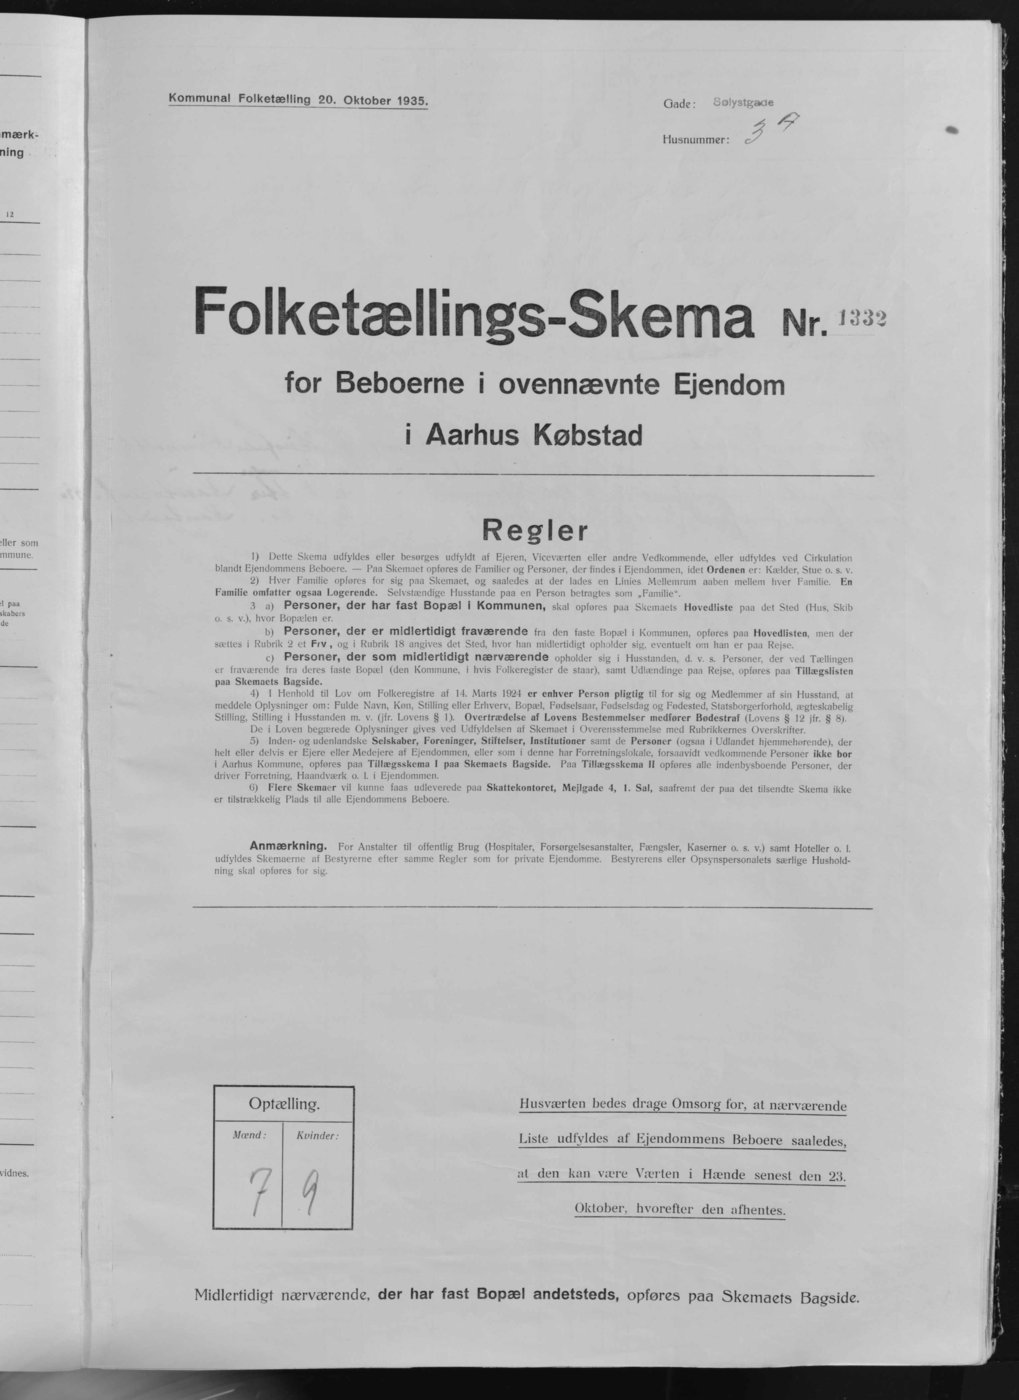 mærk-
ning
12
eller som
mmune.
el paa
skabers
de
vidnes.
Kommunal Folketælling 20. Oktober 1935.
Gade: Sølystgade
Husnummer: 3 A
Folketællings-Skema Nr. 1332
for Beboerne i ovennævnte Ejendom
i Aarhus Købstad
Regler
1) Dette Skema udfyldes eller besørges udfyldt af Ejeren, Viceværten eller andre Vedkommende, eller udfyldes ved Cirkulation
blandt Ejendommens Beboere. — Paa Skemaet opføres de Familier og Personer, der findes i Ejendommen, idet Ordenen er: Kælder, Stue o. s. v.
2) Hver Familie opføres for sig paa Skemaet, og saaledes at der lades en Linies Mellemrum aaben mellem hver Familie. En
Familie omfatter ogsaa Logerende. Selvstændige Husstande paa en Person betragtes som „Familie“.
3 a) Personer, der har fast Bopæl i Kommunen, skal opføres paa Skemaets Hovedliste paa det Sted (Hus, Skib
o. s. v.), hvor Bopælen er.
b) Personer, der er midlertidigt fraværende fra den faste Bopæl i Kommunen, opføres paa Hovedlisten, men der
sættes i Rubrik 2 et Frv, og i Rubrik 18 angives det Sted, hvor han midlertidigt opholder sig, eventuelt om han er paa Rejse.
c) Personer, der som midlertidigt nærværende opholder sig i Husstanden, d. v. s. Personer, der ved Tællingen
er fraværende fra deres faste Bopæl (den Kommune, i hvis Folkeregister de staar), samt Udlændinge paa Rejse, opføres paa Tillægslisten
paa Skemaets Bagside.
4) I Henhold til Lov om Folkeregistre af 14. Marts 1924 er enhver Person pligtig til for sig og Medlemmer af sin Husstand, at
meddele Oplysninger om: Fulde Navn, Køn, Stilling eller Erhverv, Bopæl, Fødselsaar, Fødselsdag og Fødested, Statsborgerforhold, ægteskabelig
Stilling, Stilling i Husstanden m. v. (jfr. Lovens § 1). Overtrædelse af Lovens Bestemmelser medfører Bødestraf (Lovens § 12 jfr. § 8).
De i Loven begærede Oplysninger gives ved Udfyldelsen af Skemaet i Overensstemmelse med Rubrikkernes Overskrifter.
5) Inden- og udenlandske Selskaber, Foreninger, Stiftelser, Institutioner samt de Personer (ogsaa i Udlandet hjemmehørende), der
helt eller delvis er Ejere eller Medejere af Ejendommen, eller som i denne har Forretningslokale, forsaavidt vedkommende Personer ikke bor
i Aarhus Kommune, opføres paa Tillægsskema I paa Skemaets Bagside. Paa Tillægsskema II opføres alle indenbysboende Personer, der
driver Forretning, Haandværk o. l. i Ejendommen.
6) Flere Skemaer vil kunne faas udleverede paa Skattekontoret, Mejlgade 4, 1. Sal, saafremt der paa det tilsendte Skema ikke
er tilstrækkelig Plads til alle Ejendommens Beboere.
Anmærkning. For Anstalter til offentlig Brug (Hospitaler, Forsørgelsesanstalter, Fængsler, Kaserner o. s. v.) samt Hoteller o. l.
udfyldes Skemaerne af Bestyrerne efter samme Regler som for private Ejendomme. Bestyrerens eller Opsynspersonalets særlige Hushold-
ning skal opføres for sig.
Optælling.
Mænd: Kvinder:
7 9
Husværten bedes drage Omsorg for, at nærværende
Liste udfyldes af Ejendommens Beboere saaledes,
at den kan være Værten i Hænde senest den 23.
Oktober, hvorefter den afhentes.
Midlertidigt nærværende, der har fast Bopæl andetsteds, opføres paa Skemaets Bagside.